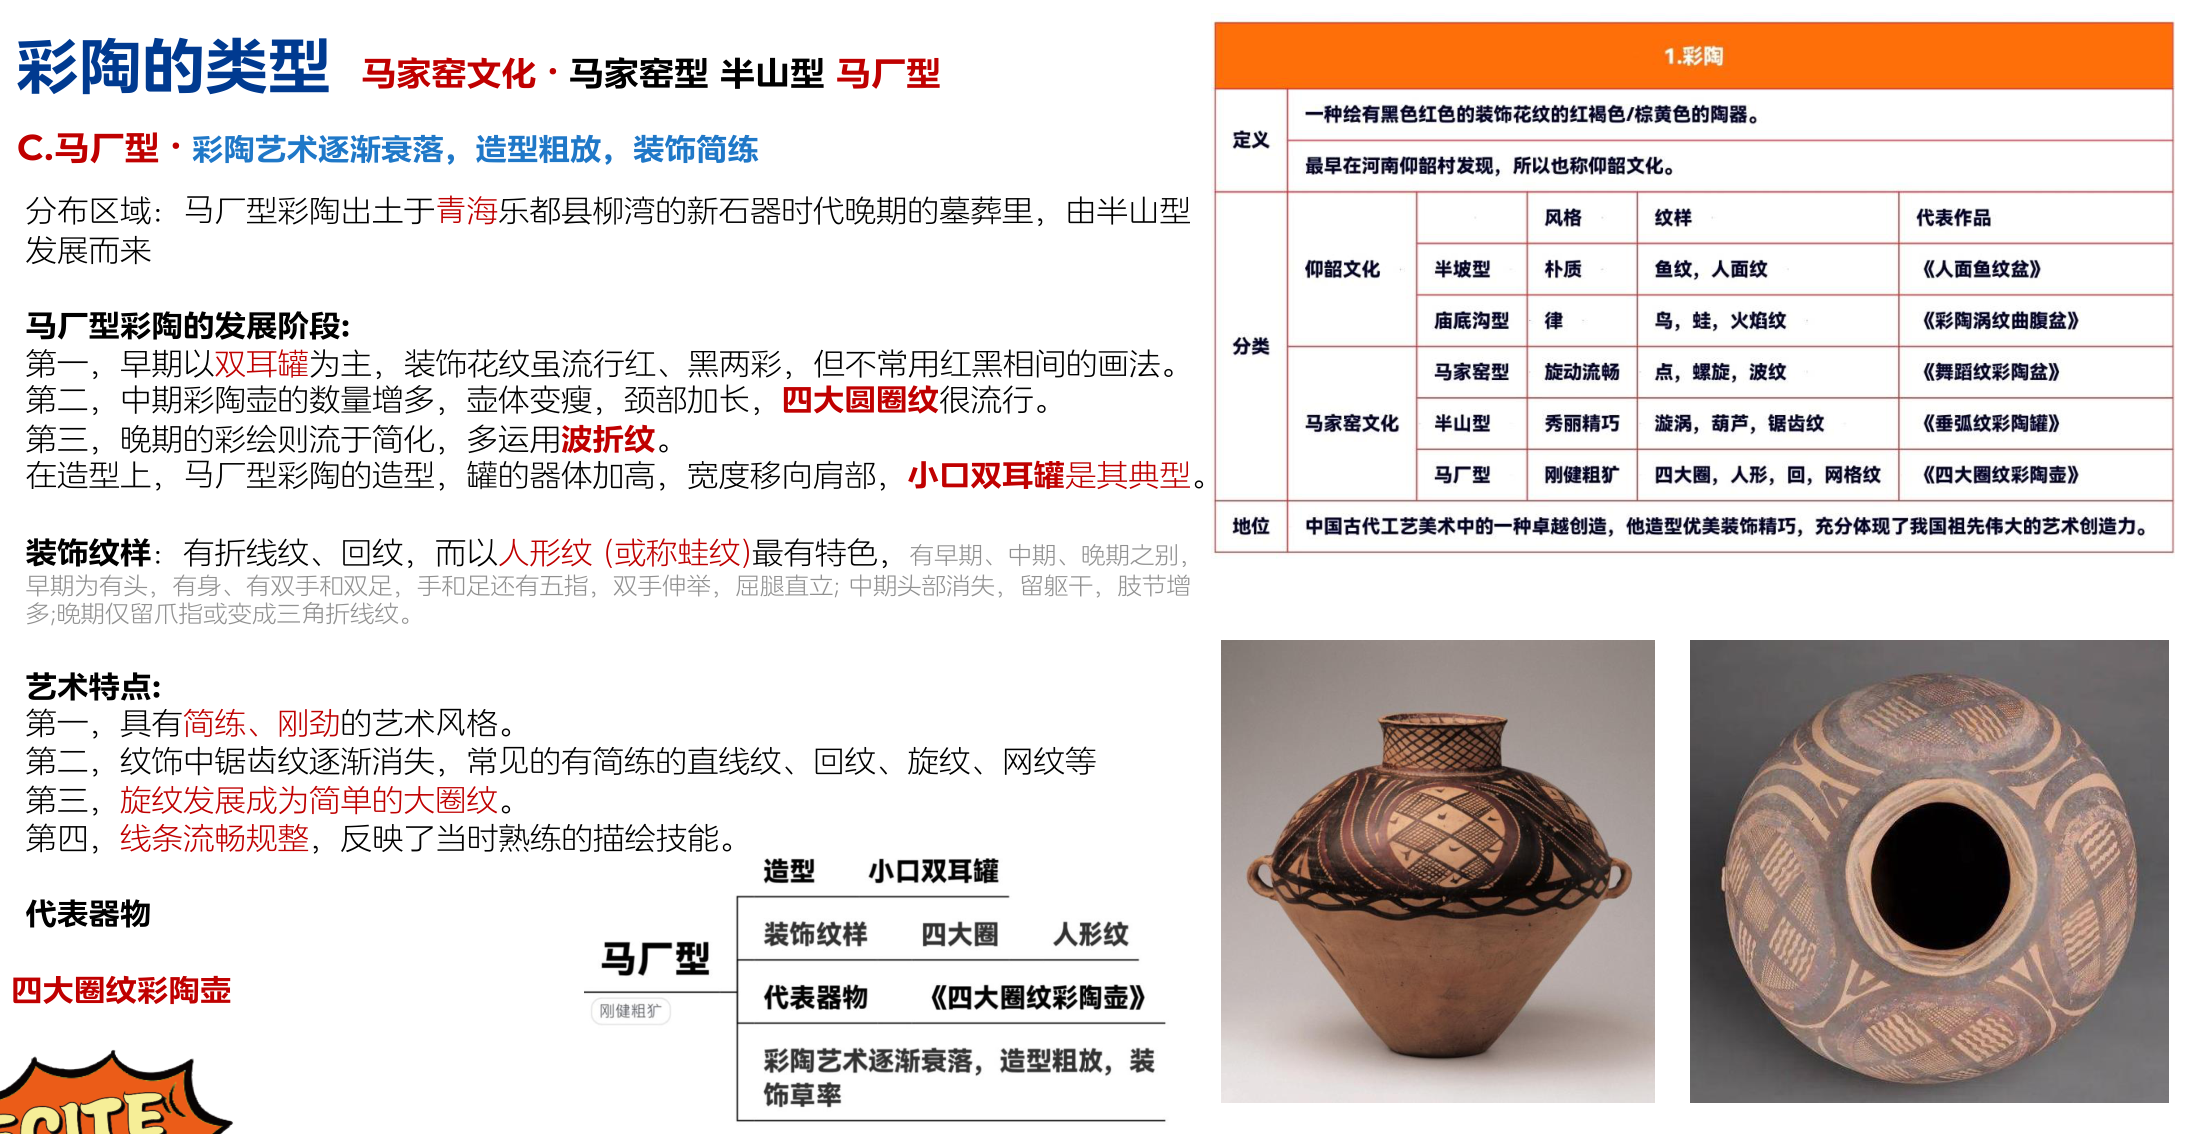 彩陶的类型 马家窑文化·马家窑型 半山型 马厂型
C.马厂型·彩陶艺术逐渐衰落，造型粗放，装饰简练
分布区域：马厂型彩陶出土于青海乐都县柳湾的新石器时代晚期的墓葬里，由半山型
发展而来
马厂型彩陶的发展阶段:
第一，早期以双耳罐为主，装饰花纹虽流行红、黑两彩，但不常用红黑相间的画法。
第二，中期彩陶壶的数量增多，壶体变瘦，颈部加长，四大圆圈纹很流行。
第三，晚期的彩绘则流于简化，多运用波折纹。
在造型上，马厂型彩陶的造型，罐的器体加高，宽度移向肩部，小口双耳罐是其典型。
装饰纹样：有折线纹、回纹，而以人形纹 (或称蛙纹)最有特色，有早期、中期、晚期之别，
早期为有头，有身、有双手和双足，手和足还有五指，双手伸举，屈腿直立; 中期头部消失，留躯干，肢节增
多;晚期仅留爪指或变成三角折线纹。
艺术特点:
第一，具有简练、刚劲的艺术风格。
第二，纹饰中锯齿纹逐渐消失，常见的有简练的直线纹、回纹、旋纹、网纹等
第三，旋纹发展成为简单的大圈纹。
第四，线条流畅规整，反映了当时熟练的描绘技能。
代表器物
四大圈纹彩陶壶
马厂型
刚健粗犷
造型 小口双耳罐
装饰纹样 四大圈 人形纹
代表器物 《四大圈纹彩陶壶》
彩陶艺术逐渐衰落，造型粗放，装
饰草率
1.彩陶
定义
一种绘有黑色红色的装饰花纹的红褐色/棕黄色的陶器。
最早在河南仰韶村发现，所以也称仰韶文化。
分类
风格 纹样 代表作品
仰韶文化
半坡型 朴质 鱼纹，人面纹 《人面鱼纹盆》
庙底沟型 律 鸟，蛙，火焰纹 《彩陶涡纹曲腹盆》
马家窑文化
马家窑型 旋动流畅 点，螺旋，波纹 《舞蹈纹彩陶盆》
半山型 秀丽精巧 漩涡，葫芦，锯齿纹 《垂弧纹彩陶罐》
马厂型 刚健粗犷 四大圈，人形，回，网格纹 《四大圈纹彩陶壶》
地位 中国古代工艺美术中的一种卓越创造，他造型优美装饰精巧，充分体现了我国祖先伟大的艺术创造力。